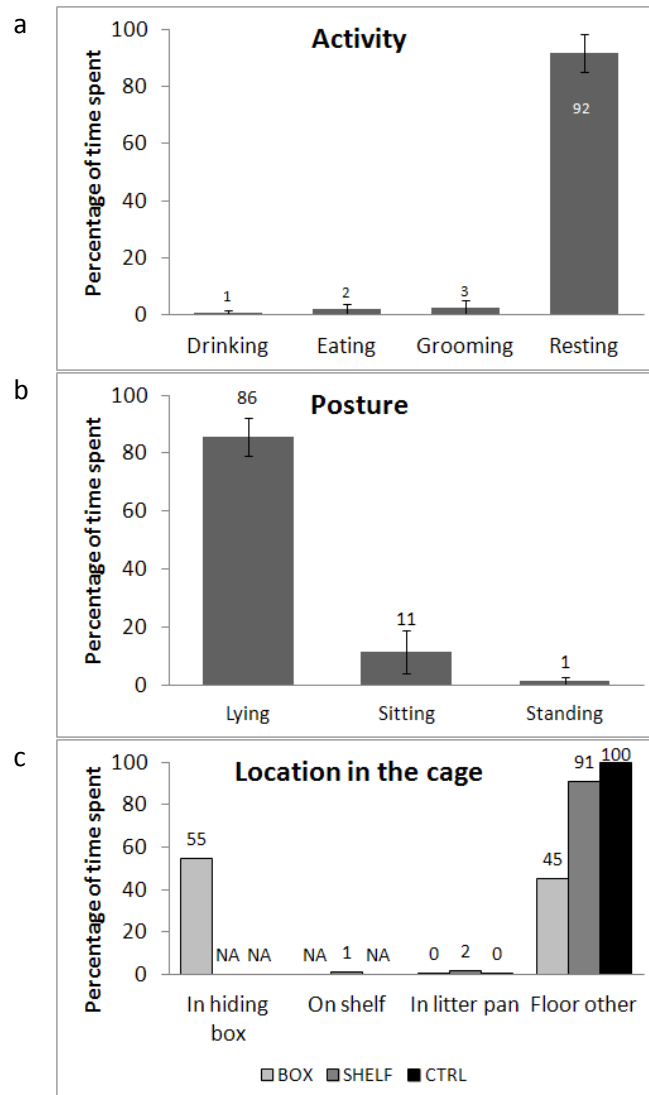 a
Activity
Percentage of time spent
100
80
60
40
20
0
1
2
3
92
Drinking Eating Grooming Resting
b
Posture
Percentage of time spent
100
80
60
40
20
0
86
11
1
Lying Sitting Standing
c
Location in the cage
Percentage of time spent
100
80
60
40
20
0
55 NA NA
NA 1 NA
0 2 0
45 91 100
In hiding box On shelf In litter pan Floor other
BOX SHELF CTRL